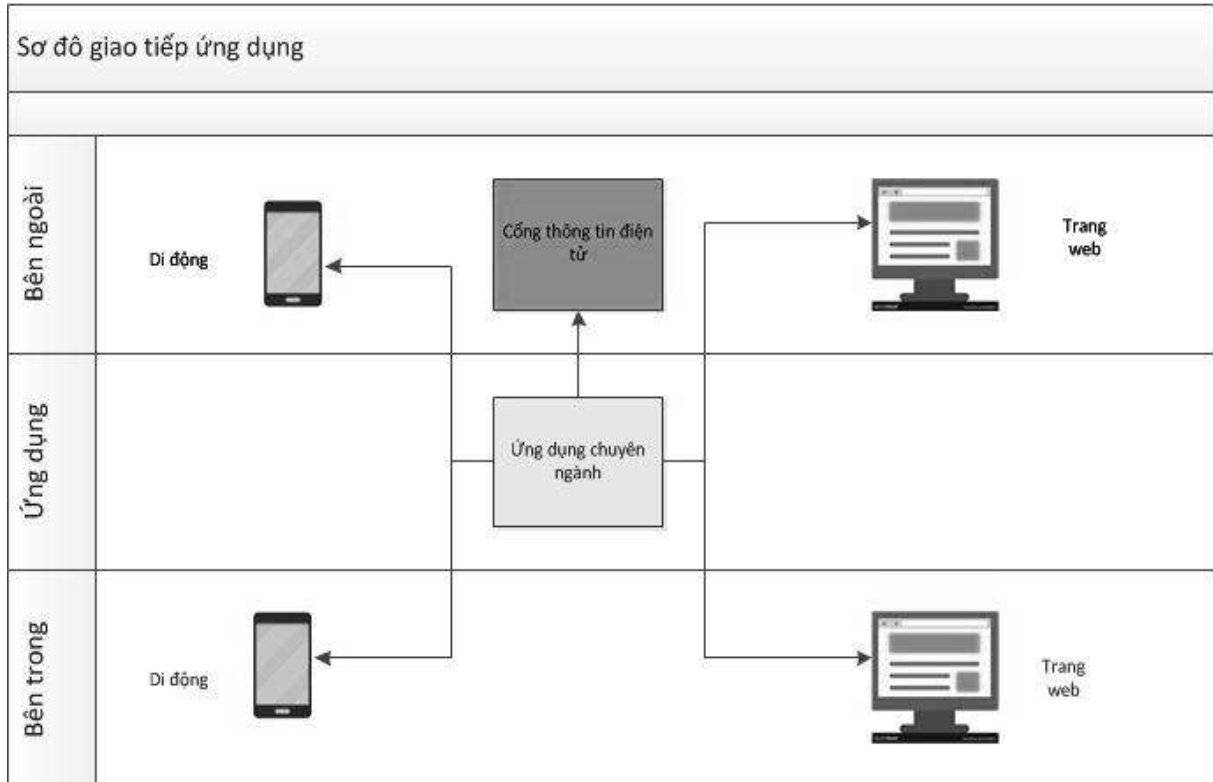 Sơ đô giao tiếp ứng dụng
Bên ngoài
Di động
Cổng thông tin điện
tử
Trang
web
Ứng dụng
Ứng dụng chuyên
ngành
Bên trong
Di động
Trang
web